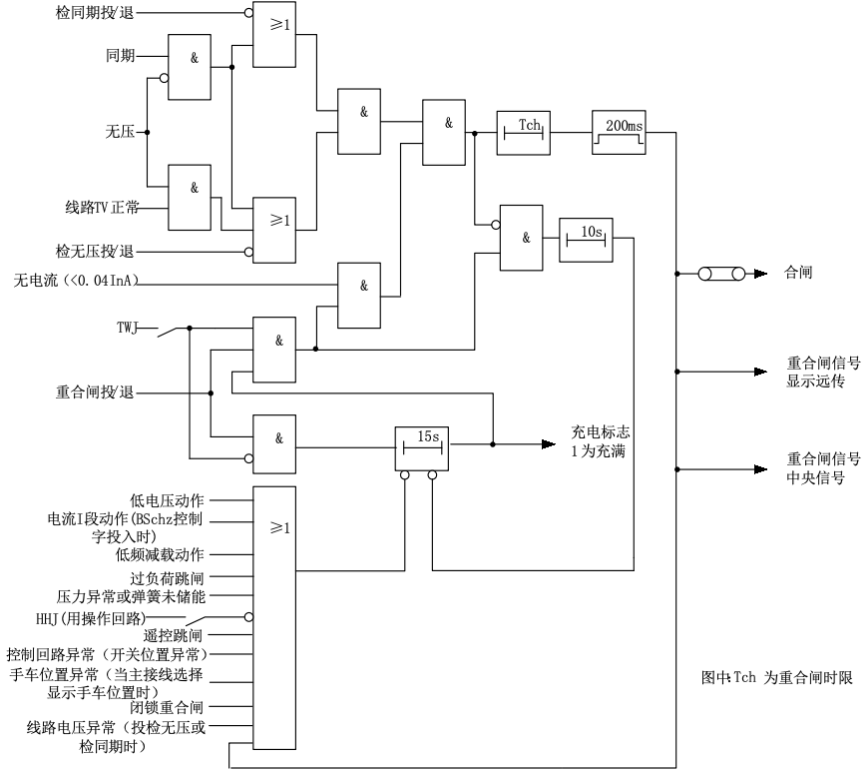 检同期投/退
≥1
同期
&
200ms
Tch
&
&
无压
&
线路TV正常
≥1
&
10s
检无压投/退
合闸
无电流（<0.04InA）
&
TWJ
&
重合闸信号
显示远传
重合闸投/退
&
15s
充电标志
1为充满
重合闸信号
中央信号
低电压动作
电流I段动作(BSchz控制
字投入时)
≥1
低频减载动作
过负荷跳闸
压力异常或弹簧未储能
HHJ(用操作回路)
遥控跳闸
控制回路异常（开关位置异常）
手车位置异常（当主接线选择
显示手车位置时）
图中:Tch 为重合闸时限
闭锁重合闸
线路电压异常（投检无压或
检同期时）